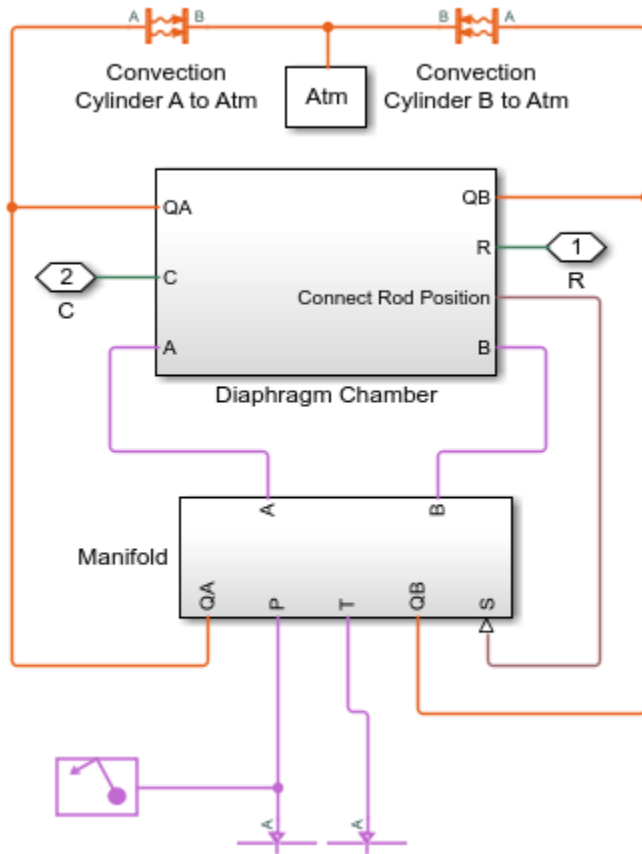 A
B
B
A
Convection
Cylinder A to Atm
Atm
Convection
Cylinder B to Atm
QA
QB
C
R
Connect Rod Position
A
B
2
C
1
R
Diaphragm Chamber
A
B
Manifold
QA
P
T
QB
S
A
A